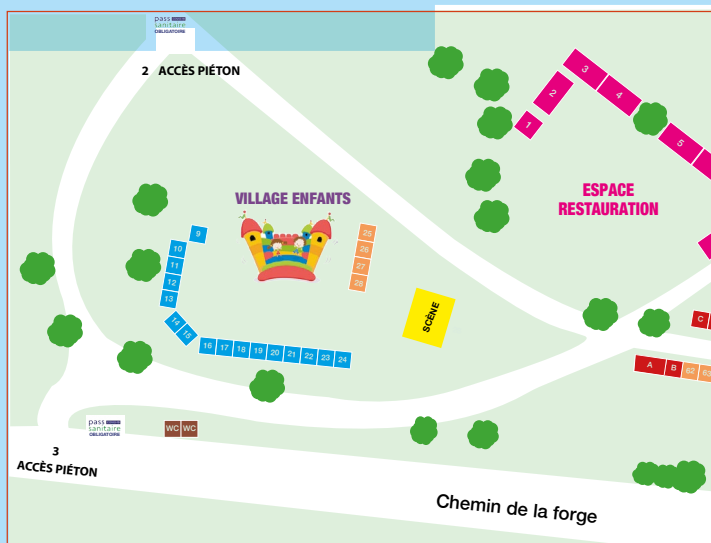 pass
sanitaire
OBLIGATOIRE
2 ACCÈS PIÉTON
3
4
2
1
5
ESPACE
RESTAURATION
VILLAGE ENFANTS
9
10
11
12
13
14
15
16 17 18 19 20 21 22 23 24
25
26
27
28
SCÈNE
C
A B 62 63
pass
sanitaire
OBLIGATOIRE
WC WC
3
ACCÈS PIÉTON
Chemin de la forge